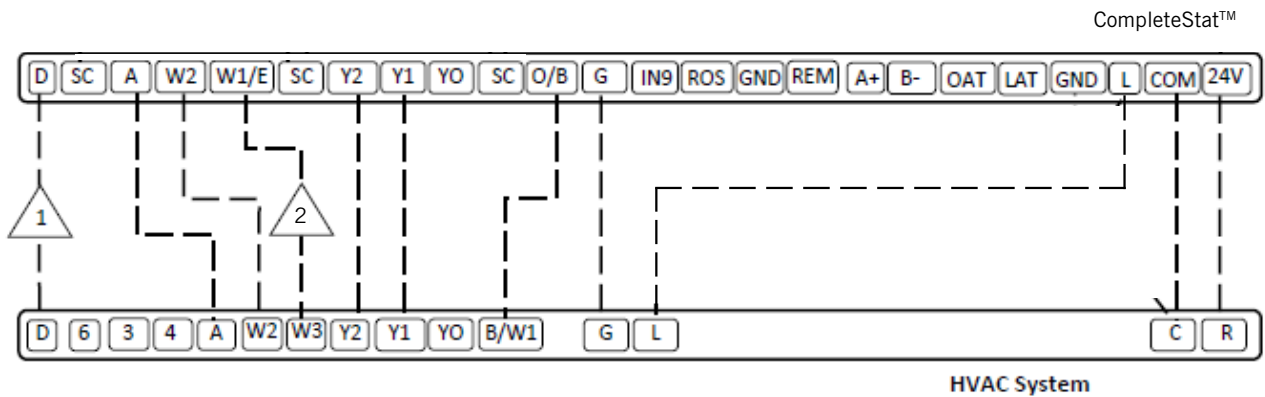 CompleteStat™
D SC A W2 W1/E SC Y2 Y1 YO SC O/B G IN9 ROS GND REM A+ B- OAT LAT GND L COM 24V
1 2
D 6 3 4 A W2 W3 Y2 Y1 YO B/W1 G L C R
HVAC System